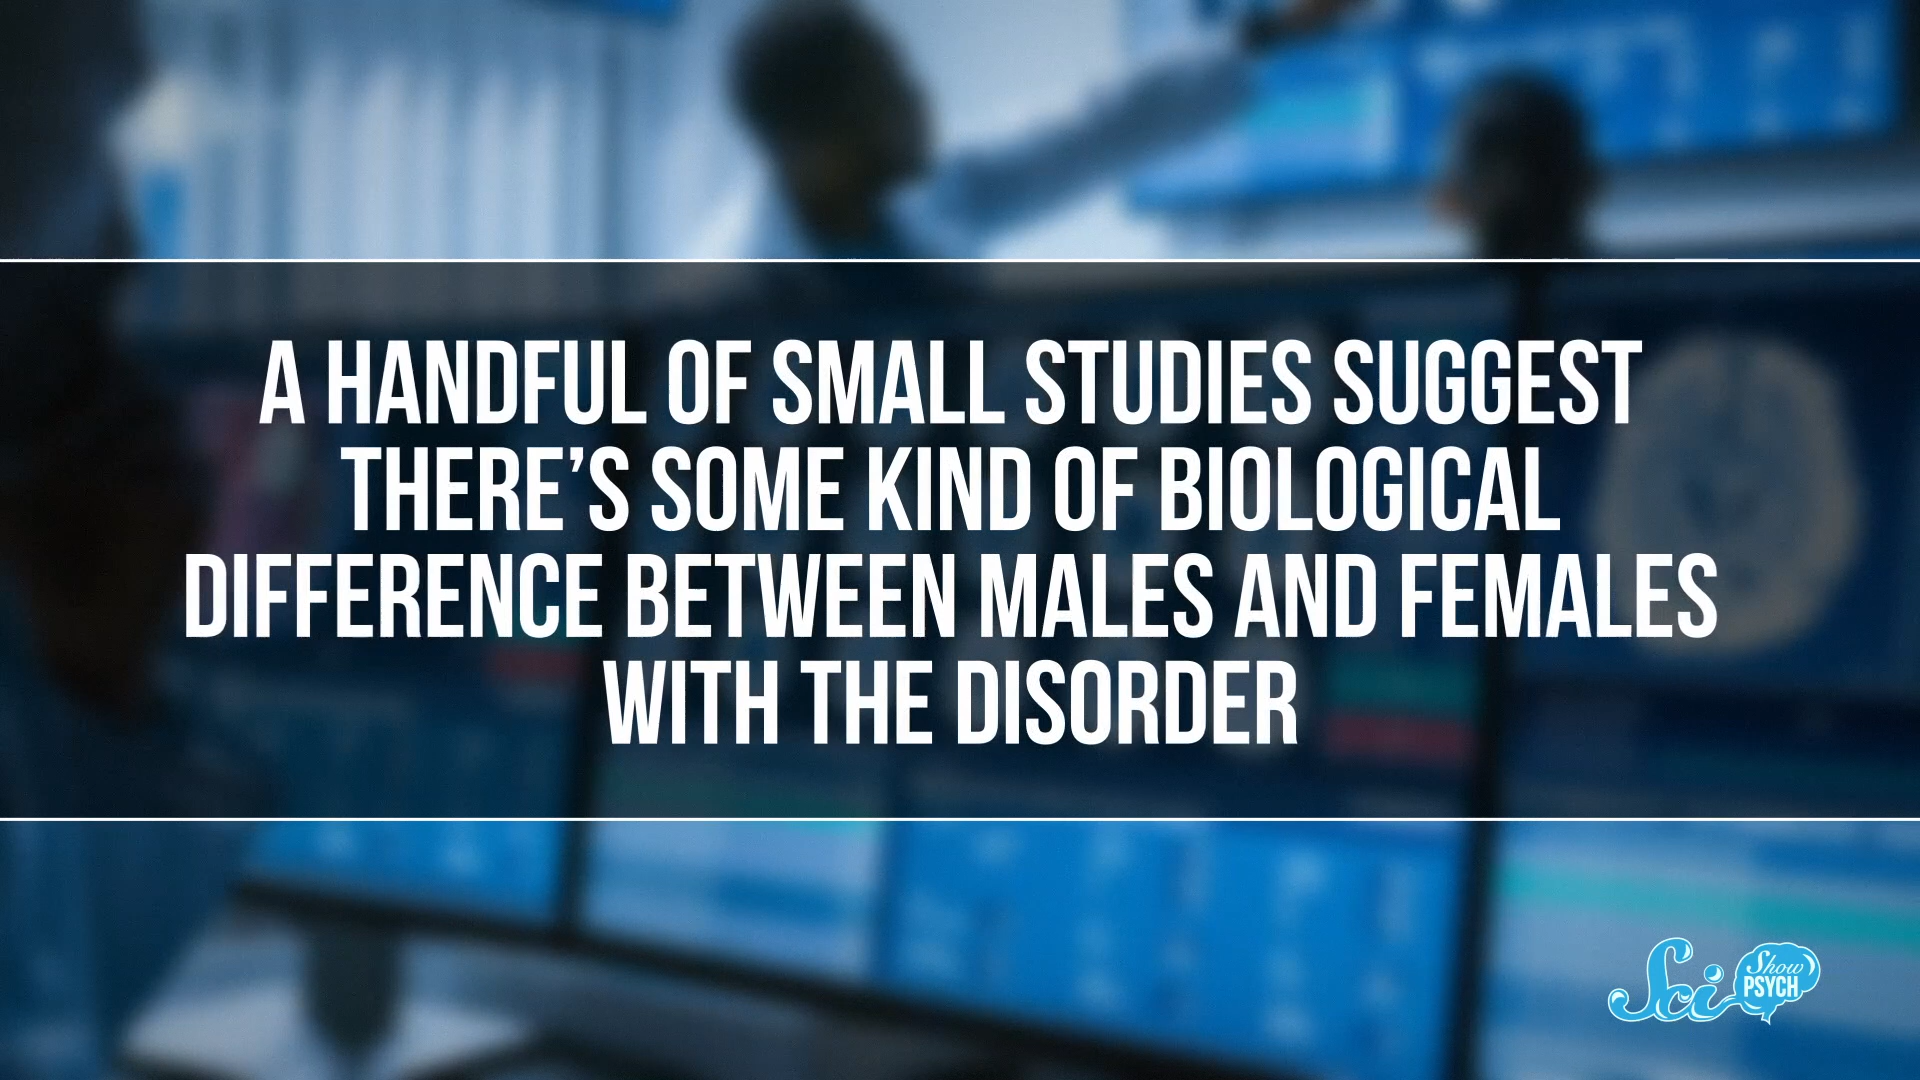 A HANDFUL OF SMALL STUDIES SUGGEST
THERE’S SOME KIND OF BIOLOGICAL
DIFFERENCE BETWEEN MALES AND FEMALES
WITH THE DISORDER
Sci Show
PSYCH